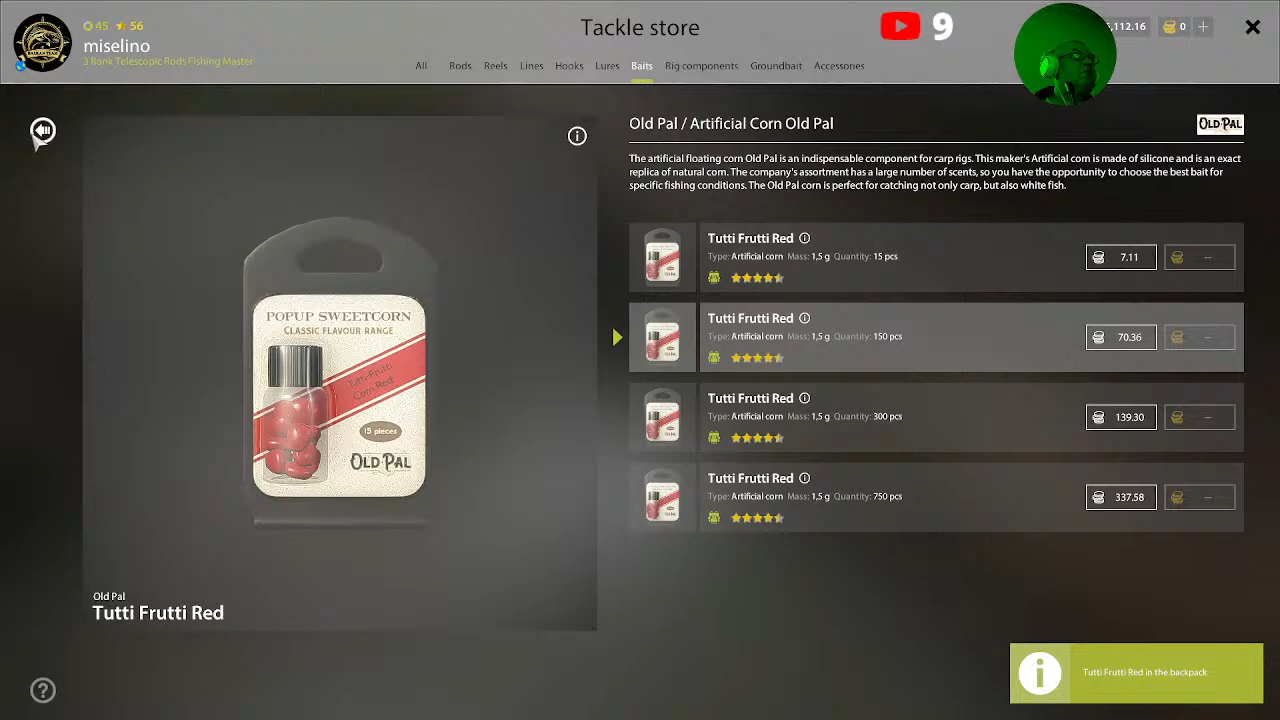 45 56
miselino
3 Rank Telescopic Rods Fishing Master
Tackle store
9
,112.16
0
All Rods Reels Lines Hooks Lures Baits Rig components Groundbait Accessories
POPUP SWEETCORN
CLASSIC FLAVOUR RANGE
Tutti-Frutti
Corn Red
15 pieces
OLD-PAL
Old Pal
Tutti Frutti Red
Old Pal / Artificial Corn Old Pal
OLD-PAL
The artificial floating corn Old Pal is an indispensable component for carp rigs. This maker's Artificial corn is made of silicone and is an exact
replica of natural corn. The company's assortment has a large number of scents, so you have the opportunity to choose the best bait for
specific fishing conditions. The Old Pal corn is perfect for catching not only carp, but also white fish.
Tutti Frutti Red
Type: Artificial corn Mass: 1,5 g Quantity: 15 pcs
7.11 --
Tutti Frutti Red
Type: Artificial corn Mass: 1,5 g Quantity: 150 pcs
70.36 --
Tutti Frutti Red
Type: Artificial corn Mass: 1,5 g Quantity: 300 pcs
139.30 --
Tutti Frutti Red
Type: Artificial corn Mass: 1,5 g Quantity: 750 pcs
337.58 --
Tutti Frutti Red in the backpack